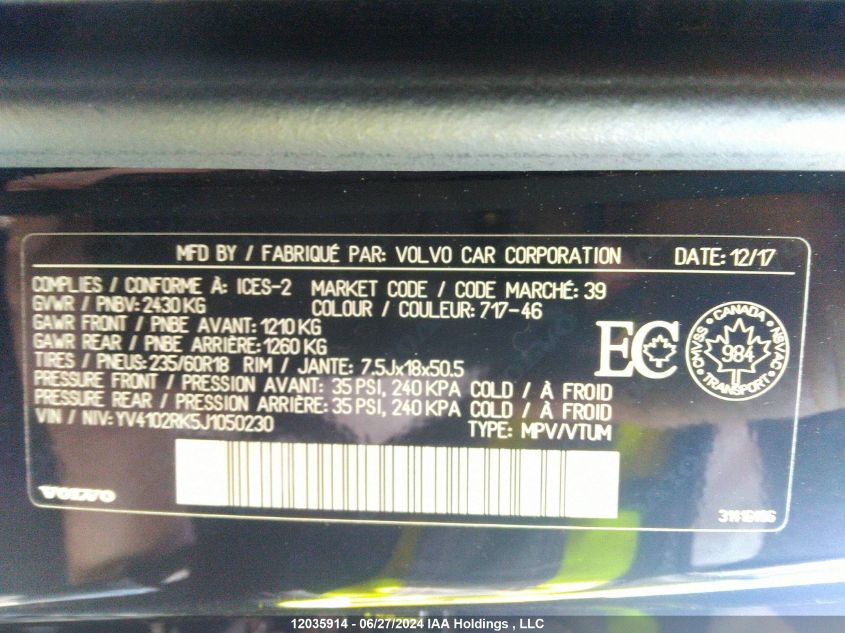 MFD BY / FABRIQUÉ PAR: VOLVO CAR CORPORATION DATE: 12/17
COMPLIES / CONFORME À: ICES-2 MARKET CODE / CODE MARCHÉ: 39
GVWR / PNBV: 2430 KG COLOUR / COULEUR: 717-46
GAWR FRONT / PNBE AVANT: 1210 KG
GAWR REAR / PNBE ARRIÈRE: 1260 KG
TIRES / PNEUS: 235/60R18 RIM / JANTE: 7.5Jx18x50.5
PRESSURE FRONT / PRESSION AVANT: 35 PSI, 240 KPA COLD / À FROID
PRESSURE REAR / PRESSION ARRIÈRE: 35 PSI, 240 KPA COLD / À FROID
VIN / NIV: YV4102RK5J1050230 TYPE: MPV/VTUM
EC
CANADA
CMVSS 984 NSVAC
TRANSPORT
VOLVO
12035914 - 06/27/2024 IAA Holdings , LLC